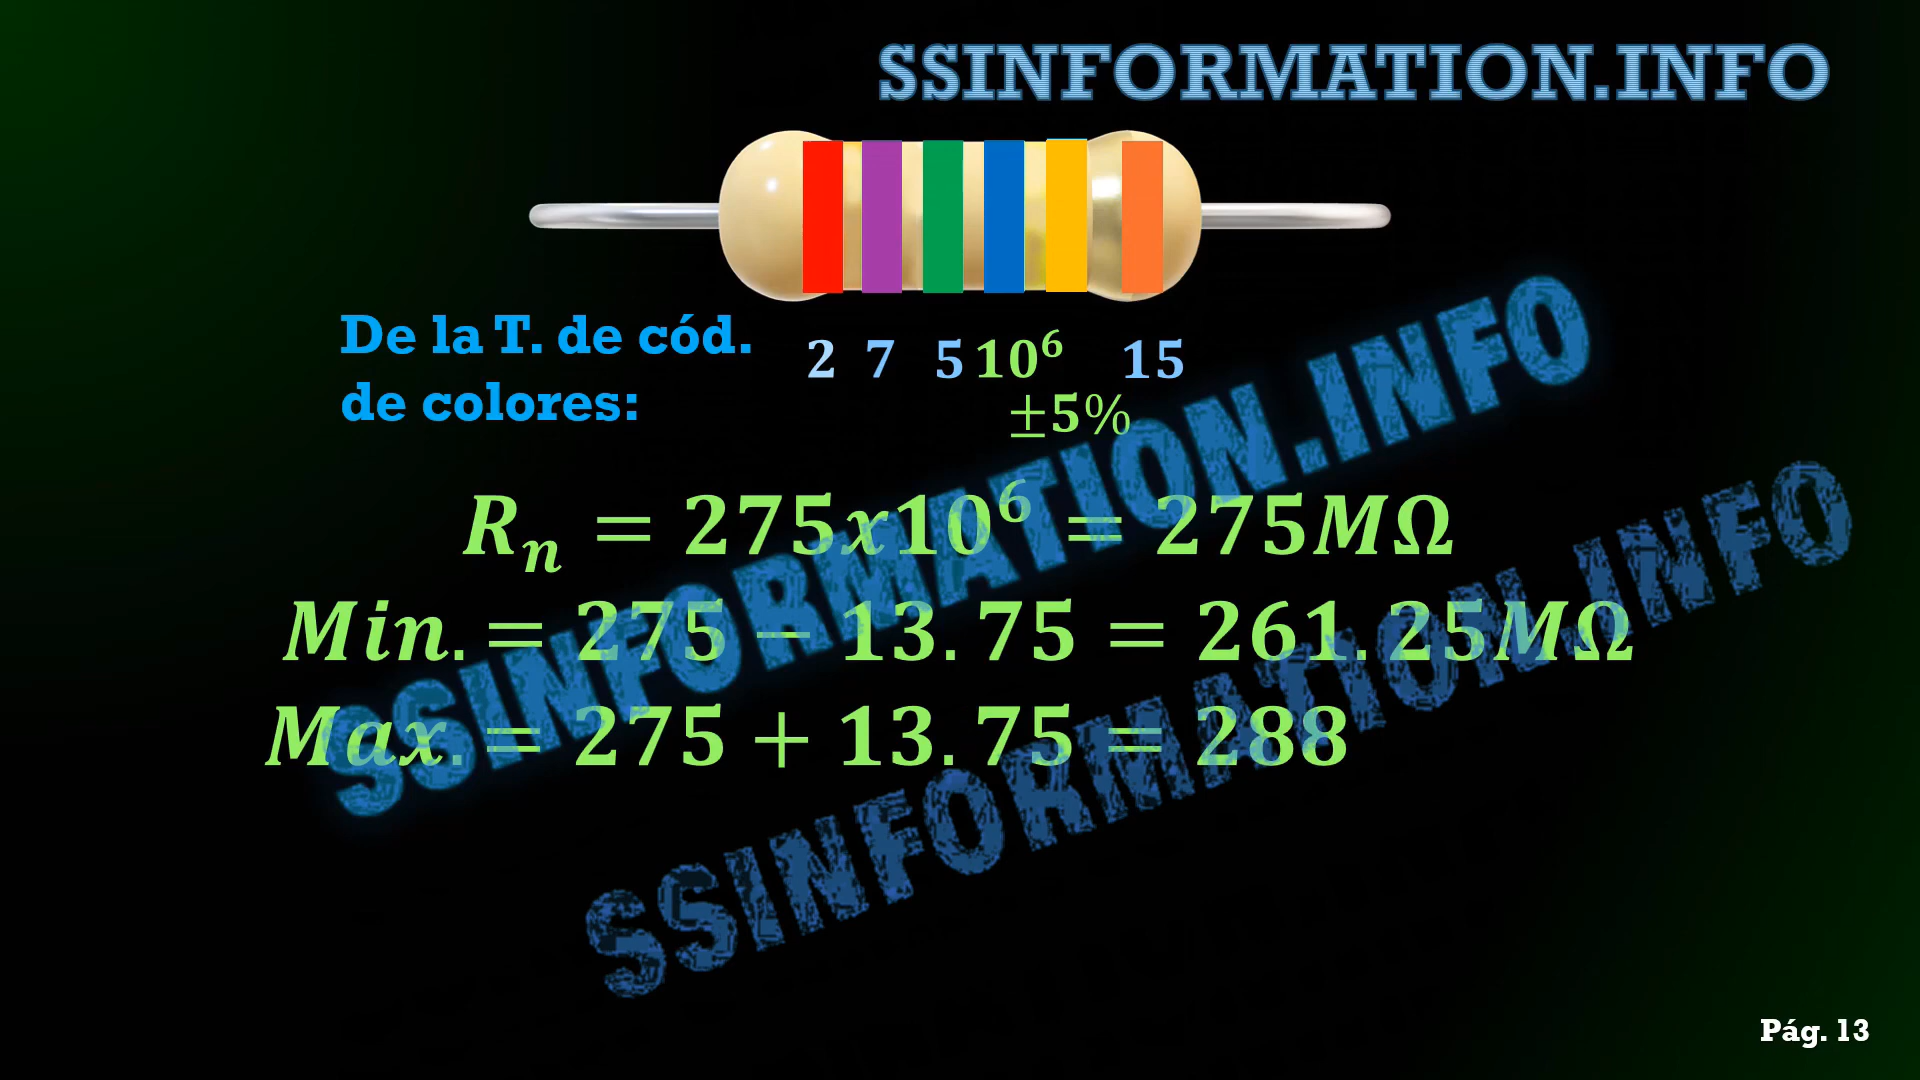 SSINFORMATION.INFO
De la T. de cód.
de colores:
2 7 5 10⁶ 15
±5%
Rₙ = 275x10⁶ = 275MΩ
Min. = 275 − 13.75 = 261.25MΩ
Max. = 275 + 13.75 = 288
SSINFORMATION.INFO
SSINFORMATION.INFO
Pág. 13